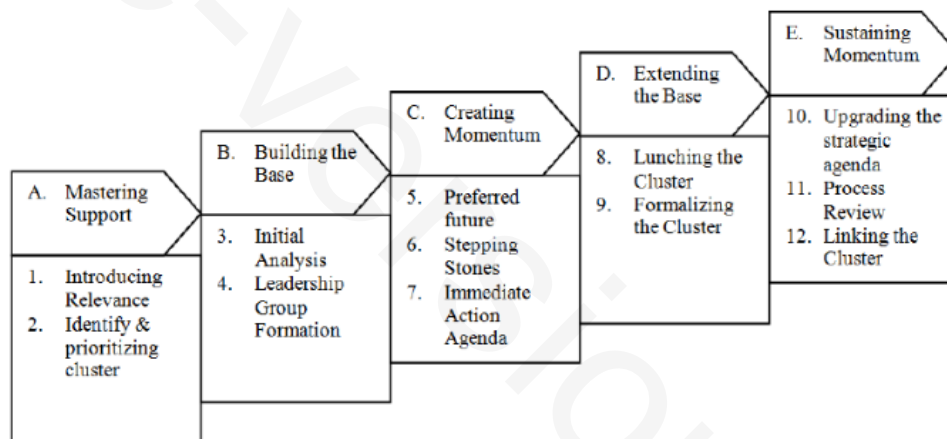 A. Mastering
Support
1. Introducing
Relevance
2. Identify &
prioritizing
cluster
B. Building the
Base
3. Initial
Analysis
4. Leadership
Group
Formation
C. Creating
Momentum
5. Preferred
future
6. Stepping
Stones
7. Immediate
Action
Agenda
D. Extending
the Base
8. Lunching the
Cluster
9. Formalizing
the Cluster
E. Sustaining
Momentum
10. Upgrading the
strategic
agenda
11. Process
Review
12. Linking the
Cluster